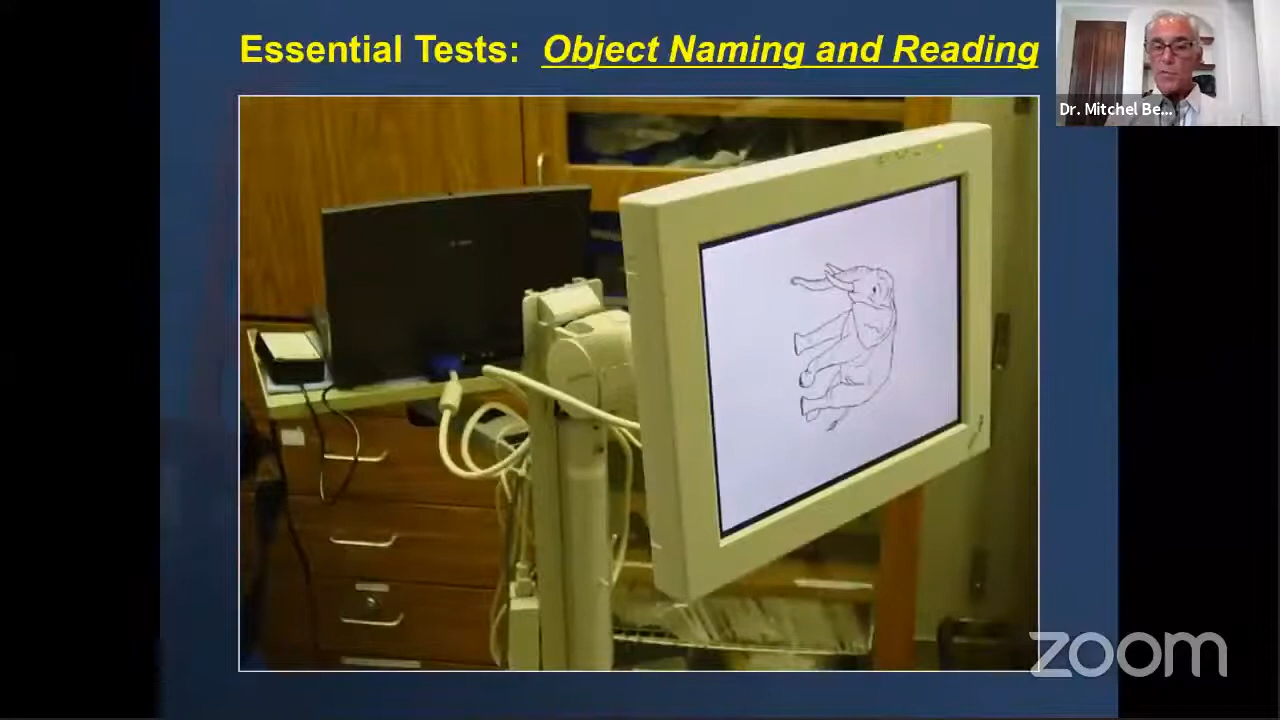 Essential Tests: Object Naming and Reading
Dr. Mitchel Be...
zoom